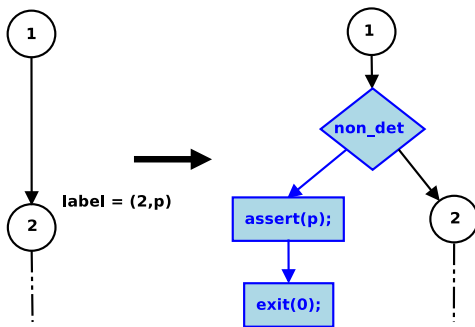 1
1
non_det
label = (2,p)
assert(p);
2
2
exit(0);